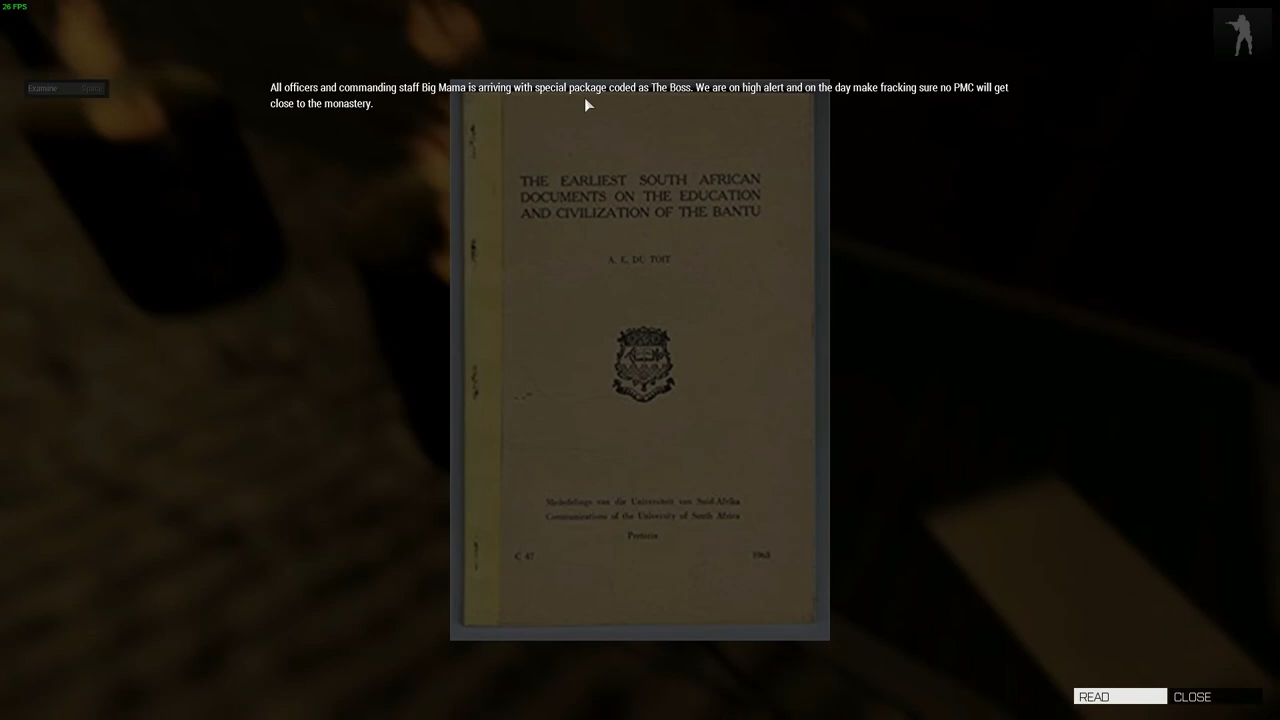 26 FPS
Examine Space
All officers and commanding staff Big Mama is arriving with special package coded as The Boss. We are on high alert and on the day make fracking sure no PMC will get
close to the monastery.
THE EARLIEST SOUTH AFRICAN
DOCUMENTS ON THE EDUCATION
AND CIVILIZATION OF THE BANTU
A. E. DU TOIT
Mededelings van die Universiteit van Suid-Afrika
Communications of the University of South Africa
Pretoria
C 47 1963
READ CLOSE